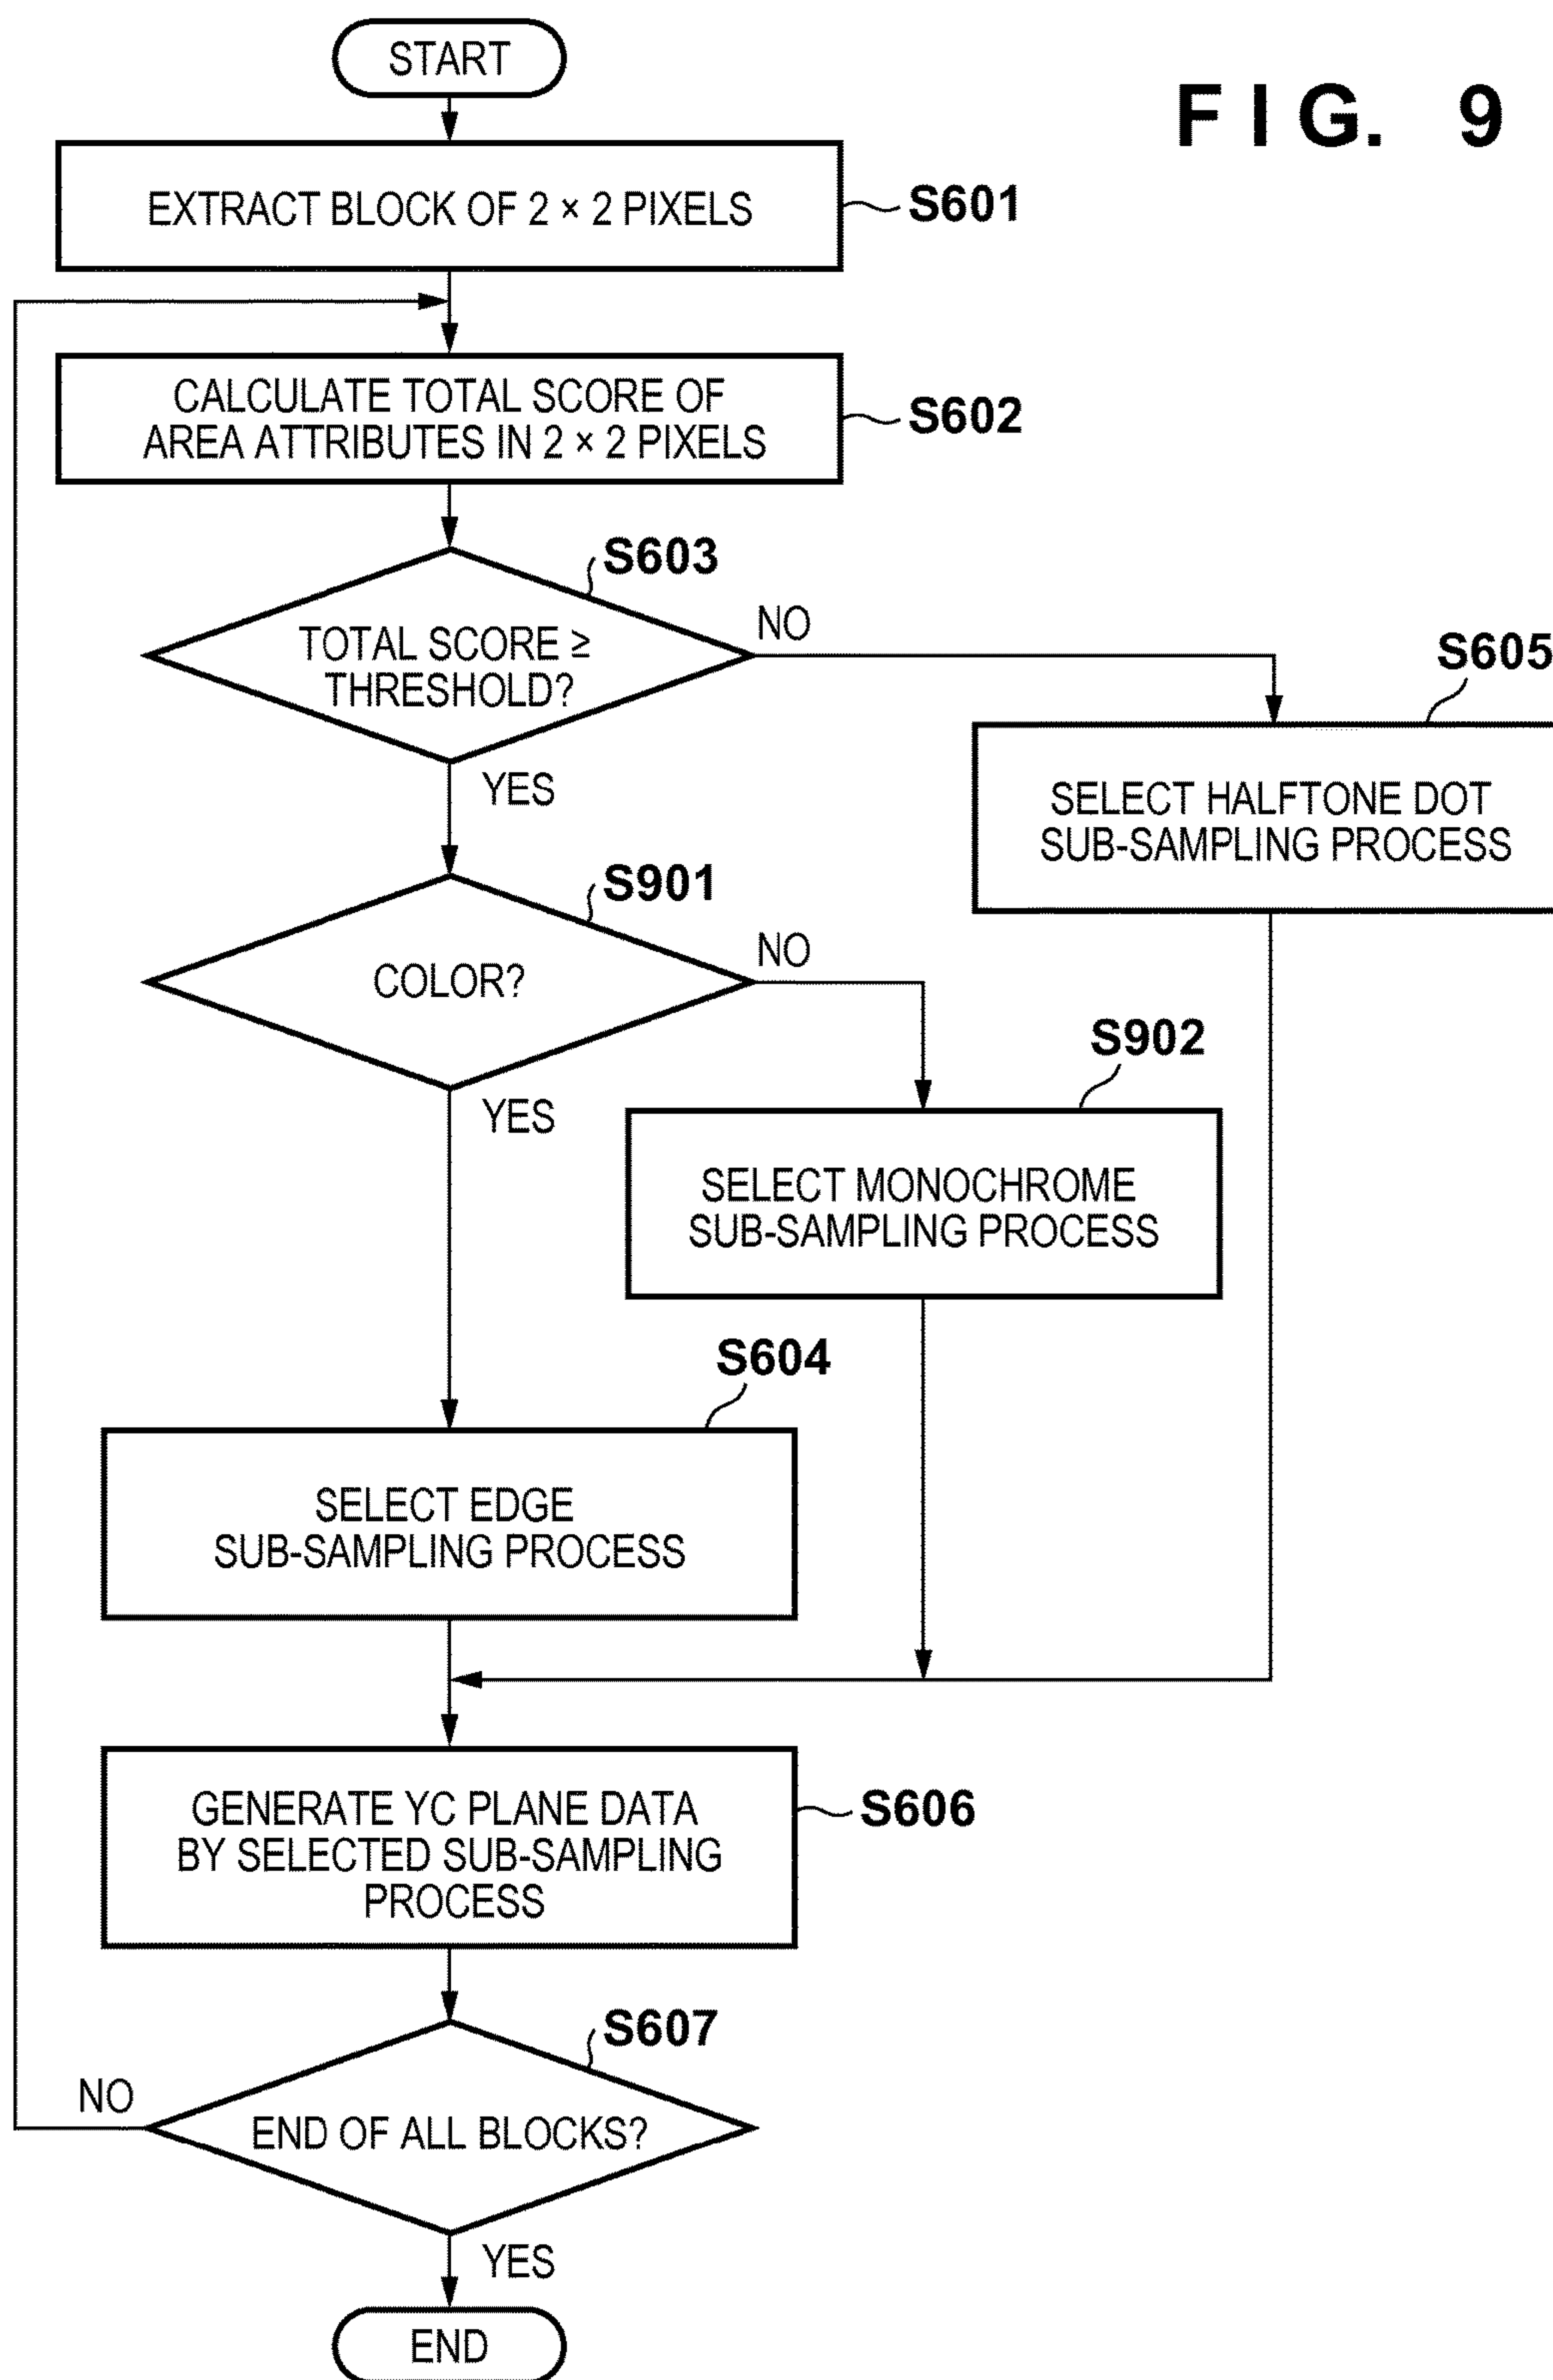 START
FIG. 9
EXTRACT BLOCK OF 2 × 2 PIXELS
S601
CALCULATE TOTAL SCORE OF
AREA ATTRIBUTES IN 2 × 2 PIXELS
S602
S603
TOTAL SCORE ≥
THRESHOLD?
NO
YES
S605
SELECT HALFTONE DOT
SUB-SAMPLING PROCESS
S901
COLOR?
NO
YES
S902
SELECT MONOCHROME
SUB-SAMPLING PROCESS
S604
SELECT EDGE
SUB-SAMPLING PROCESS
GENERATE YC PLANE DATA
BY SELECTED SUB-SAMPLING
PROCESS
S606
S607
END OF ALL BLOCKS?
NO
YES
END